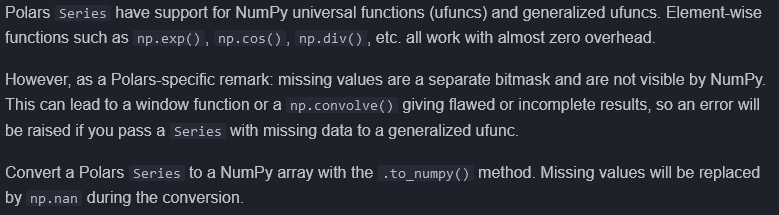 Polars Series have support for NumPy universal functions (ufuncs) and generalized ufuncs. Element-wise
functions such as np.exp(), np.cos(), np.div(), etc. all work with almost zero overhead.
However, as a Polars-specific remark: missing values are a separate bitmask and are not visible by NumPy.
This can lead to a window function or a np.convolve() giving flawed or incomplete results, so an error will
be raised if you pass a Series with missing data to a generalized ufunc.
Convert a Polars Series to a NumPy array with the .to_numpy() method. Missing values will be replaced
by np.nan during the conversion.